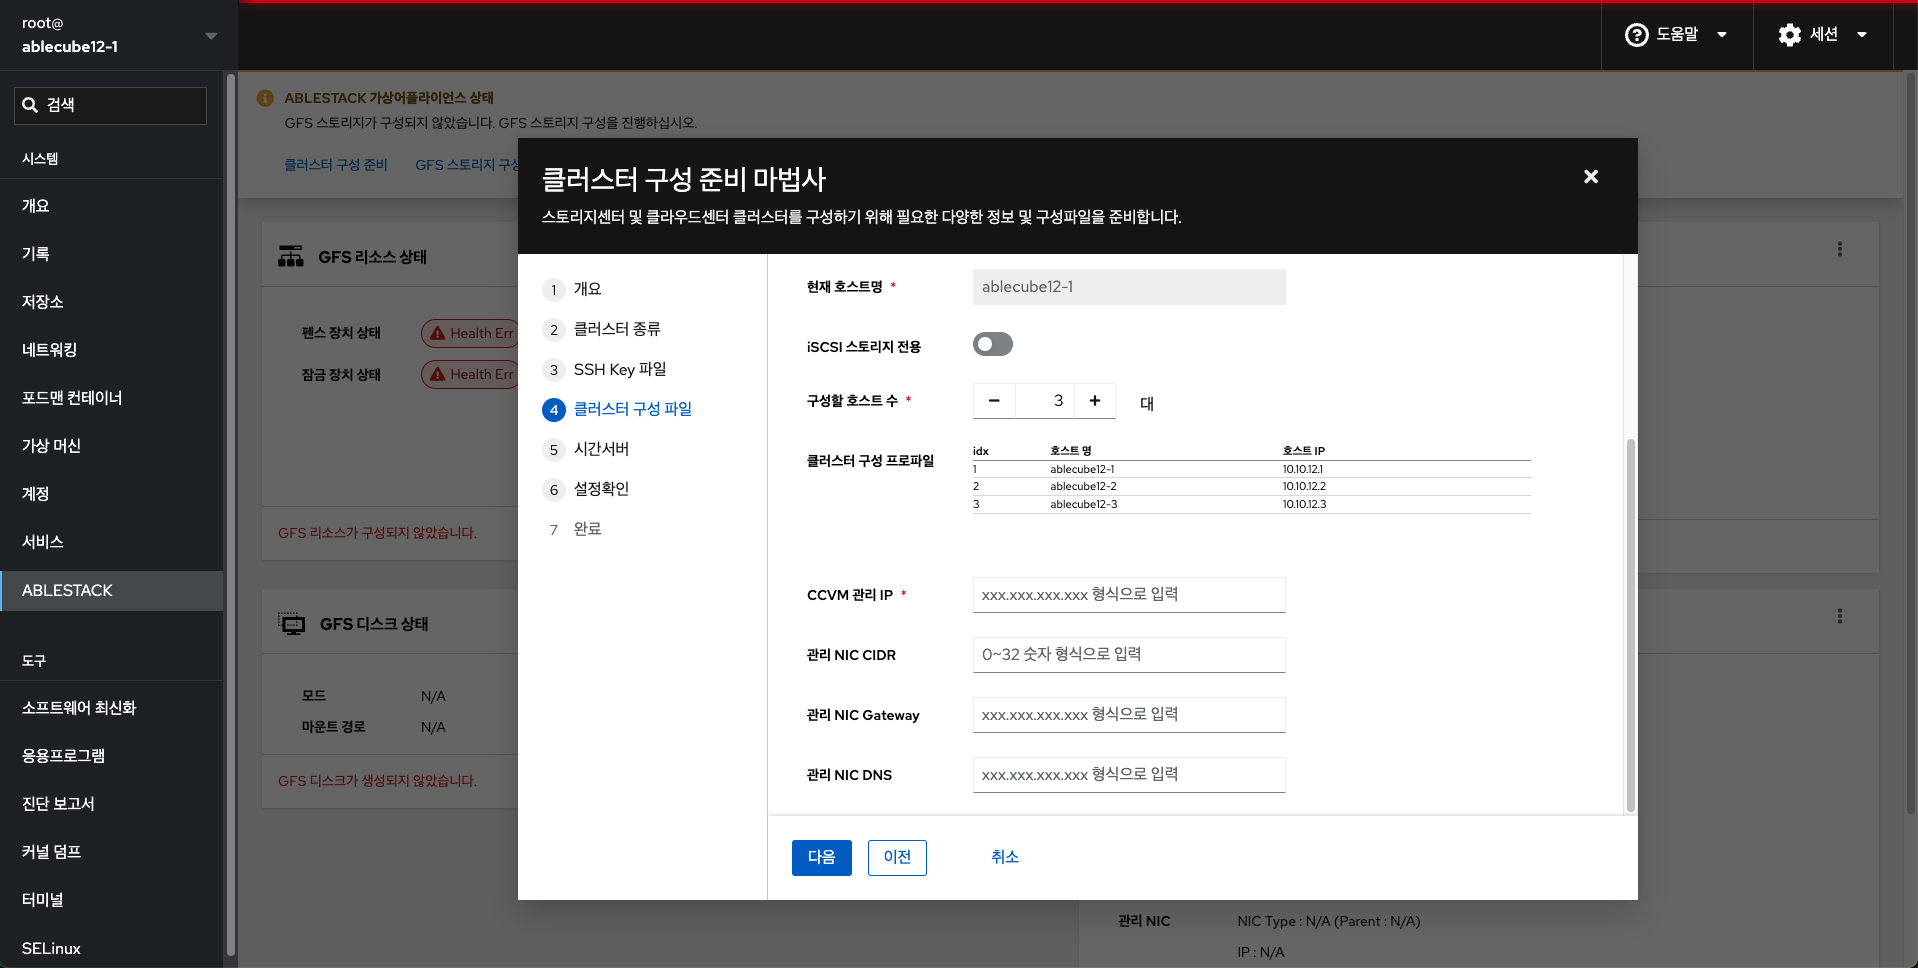 root@
ablecube12-1
도움말
세션
검색
시스템
개요
기록
저장소
네트워킹
포드맨 컨테이너
가상 머신
계정
서비스
ABLESTACK
도구
소프트웨어 최신화
응용프로그램
진단 보고서
커널 덤프
터미널
SELinux
ABLESTACK 가상어플라이언스 상태
GFS 스토리지가 구성되지 않았습니다. GFS 스토리지 구성을 진행하십시오.
클러스터 구성 준비
GFS 스토리지 구성
GFS 리소스 상태
펜스 장치 상태
Health Err
잠금 장치 상태
Health Err
GFS 리소스가 구성되지 않았습니다.
GFS 디스크 상태
모드
N/A
마운트 경로
N/A
GFS 디스크가 생성되지 않았습니다.
클러스터 구성 준비 마법사
스토리지센터 및 클라우드센터 클러스터를 구성하기 위해 필요한 다양한 정보 및 구성파일을 준비합니다.
1 개요
2 클러스터 종류
3 SSH Key 파일
4 클러스터 구성 파일
5 시간서버
6 설정확인
7 완료
현재 호스트명 *
ablecube12-1
iSCSI 스토리지 전용
구성할 호스트 수 *
3
대
클러스터 구성 프로파일
idx 호스트 명 호스트 IP
1 ablecube12-1 10.10.12.1
2 ablecube12-2 10.10.12.2
3 ablecube12-3 10.10.12.3
CCVM 관리 IP *
xxx.xxx.xxx.xxx 형식으로 입력
관리 NIC CIDR
0~32 숫자 형식으로 입력
관리 NIC Gateway
xxx.xxx.xxx.xxx 형식으로 입력
관리 NIC DNS
xxx.xxx.xxx.xxx 형식으로 입력
다음
이전
취소
관리 NIC
NIC Type : N/A (Parent : N/A)
IP : N/A